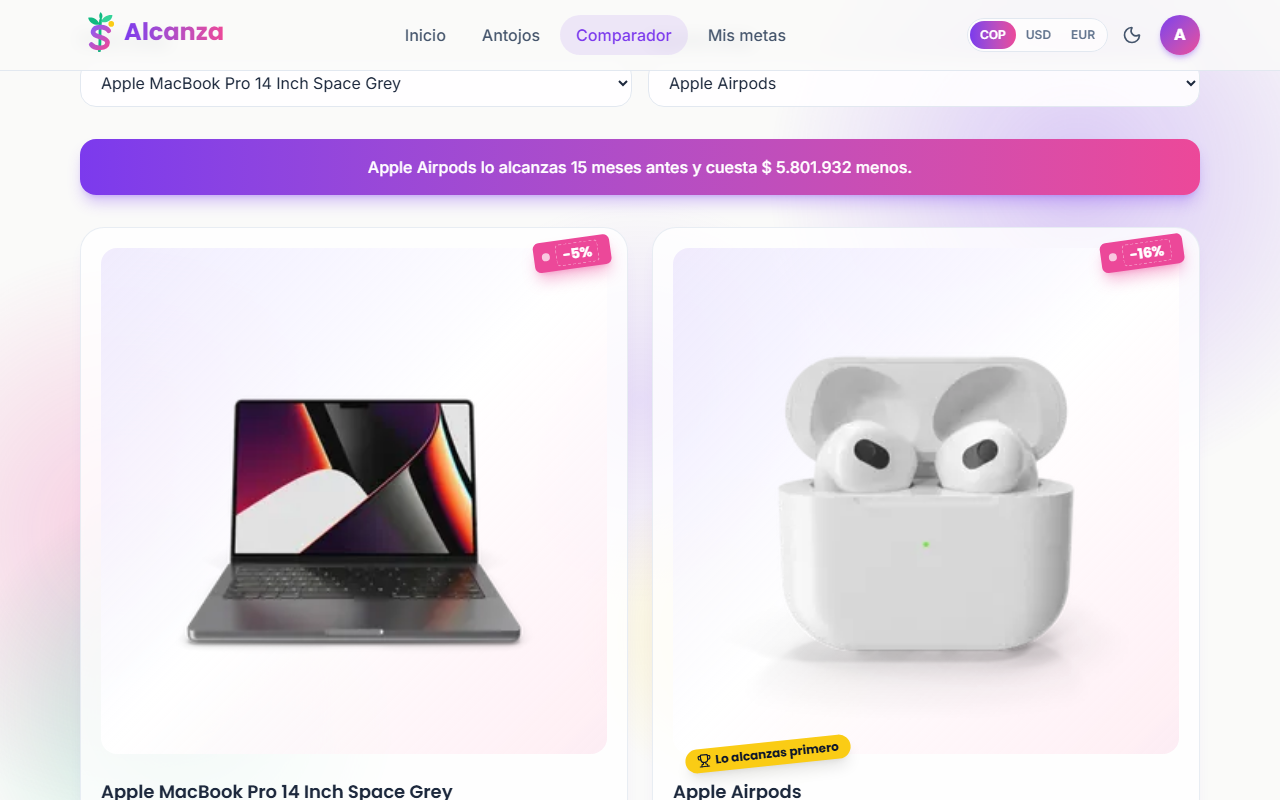 Alcanza
Inicio Antojos Comparador Mis metas
COP USD EUR
A
Apple MacBook Pro 14 Inch Space Grey
Apple Airpods
Apple Airpods lo alcanzas 15 meses antes y cuesta $ 5.801.932 menos.
-5%
-16%
Lo alcanzas primero
Apple MacBook Pro 14 Inch Space Grey
Apple Airpods